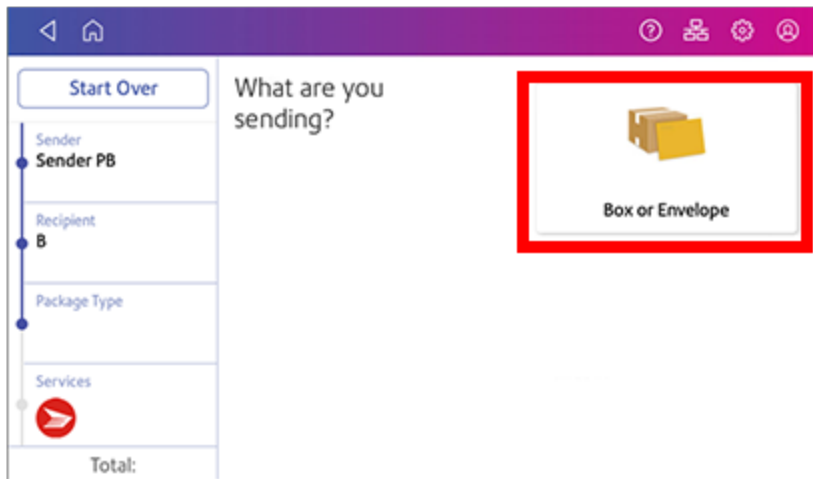 Start Over
Sender
Sender PB
Recipient
B
Package Type
Services
Total:
What are you
sending?
Box or Envelope